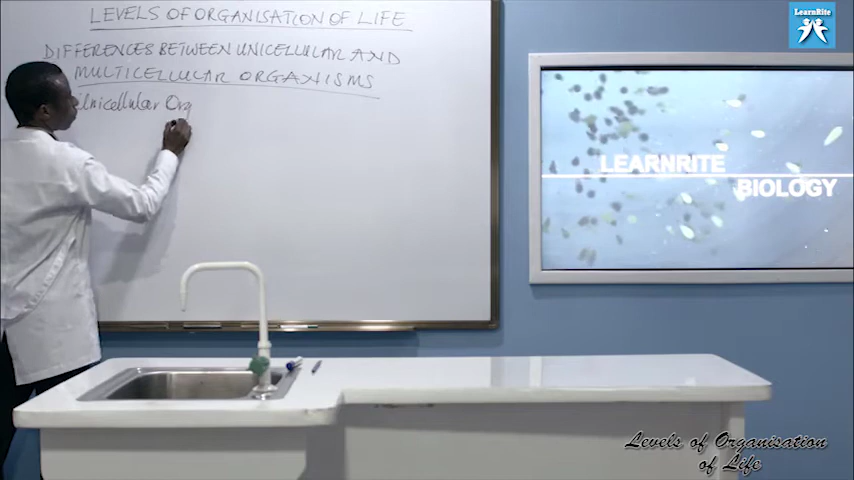 LEVELS OF ORGANISATION OF LIFE
DIFFERENCES BETWEEN UNICELLULAR AND
MULTICELLULAR ORGANISMS
Unicellular Org
LearnRite
LEARNRITE
BIOLOGY
Levels of Organisation
of Life